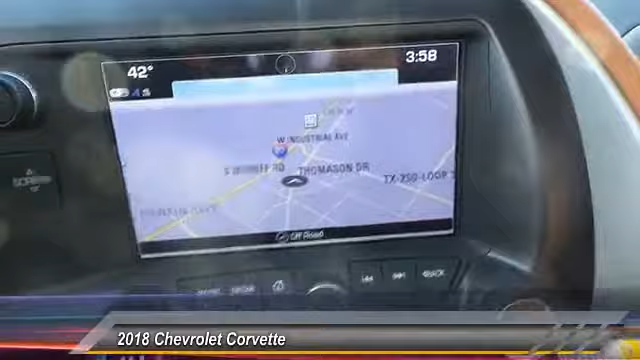 42°
3:58
W INDUSTRIAL AVE
THOMASON DR
TX-250-LOOP
Off Road
BACK
2018 Chevrolet Corvette